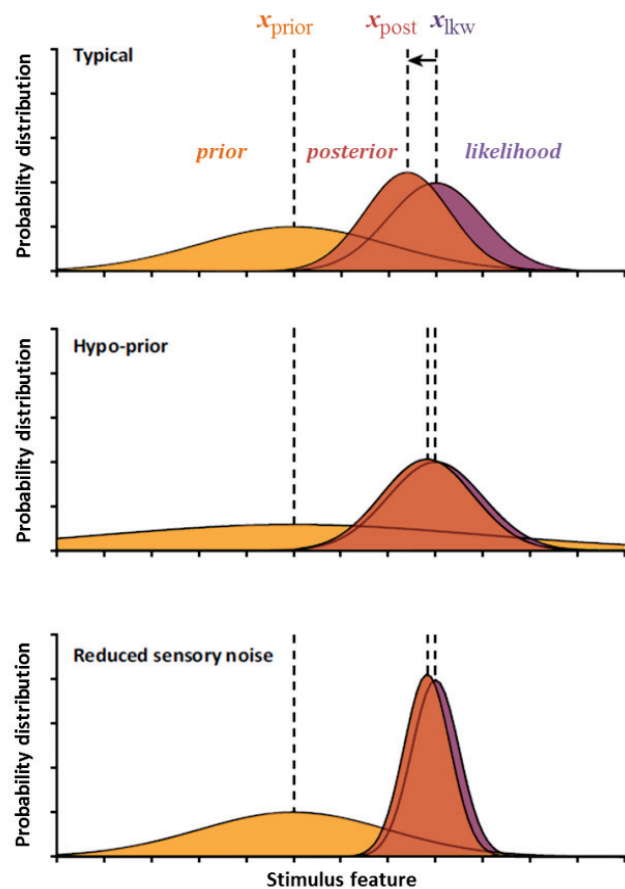 x_prior x_post x_lkw
Typical
prior posterior likelihood
Probability distribution
Hypo-prior
Probability distribution
Reduced sensory noise
Probability distribution
Stimulus feature